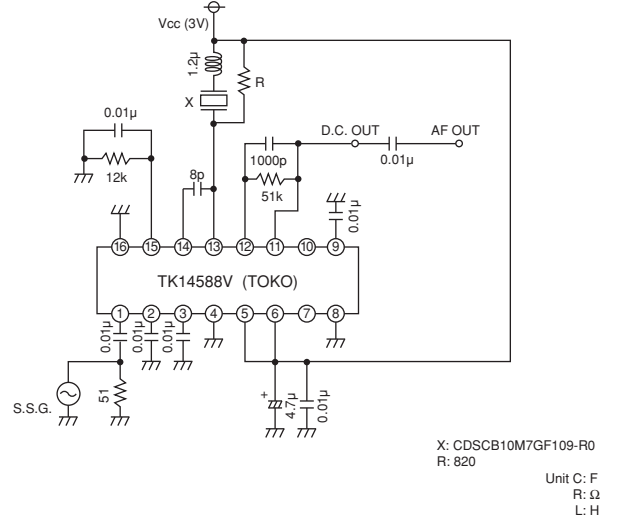 Vcc (3V)
1.2μ
R
X
0.01μ
12k
8p
1000p
51k
D.C. OUT
0.01μ
AF OUT
0.01μ
16 15 14 13 12 11 10 9
TK14588V (TOKO)
1 2 3 4 5 6 7 8
0.01μ
0.01μ
0.01μ
S.S.G.
51
+
4.7μ
0.01μ
X: CDSCB10M7GF109-R0
R: 820
Unit C: F
R: Ω
L: H